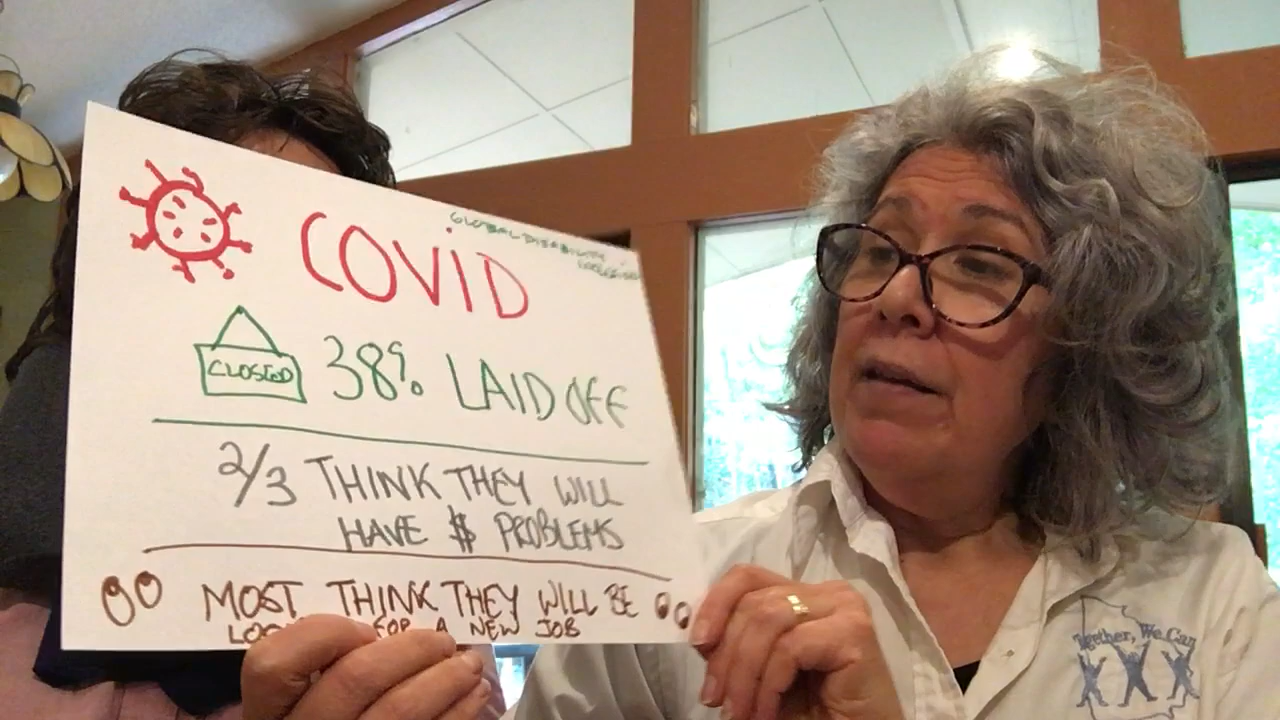 COViD
GLOBAL DISABILITY
INCLUSION
CLOSED
38% LAID OFF
2/3 THINK THEY WILL
HAVE $ PROBLEMS
MOST THINK THEY WILL BE
FOR A NEW JOB
Together, We Can